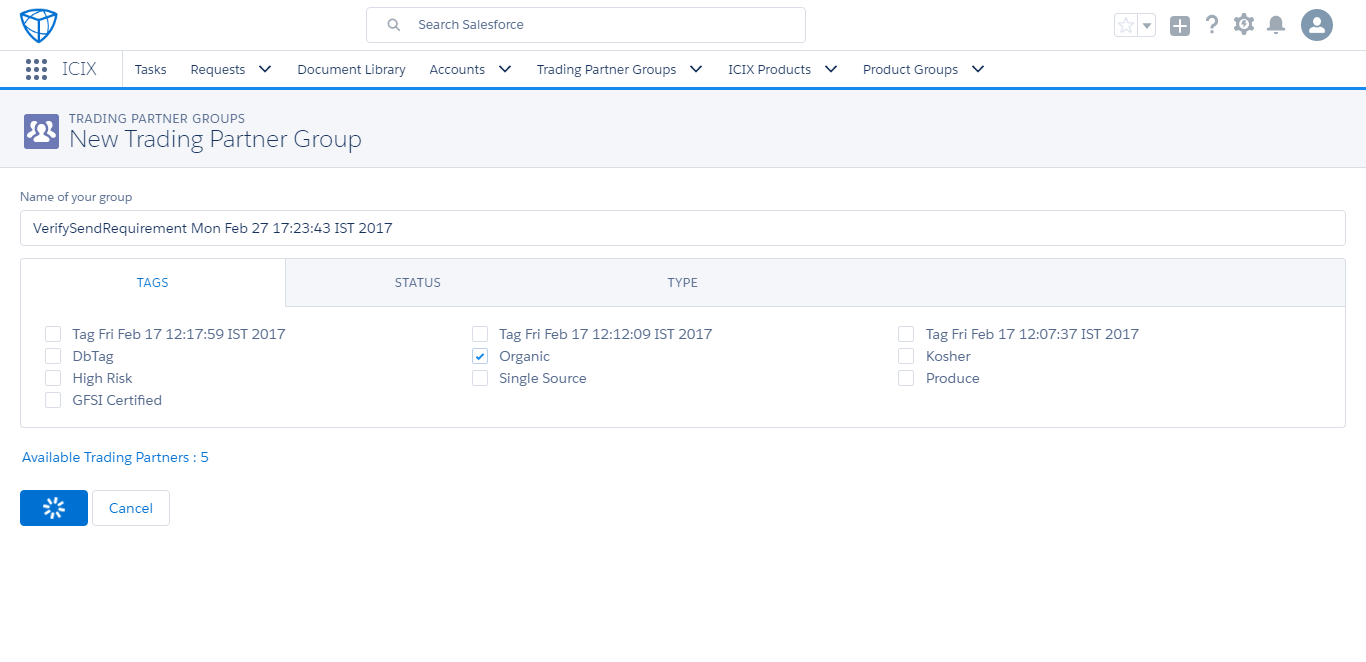 Search Salesforce
ICIX Tasks Requests Document Library Accounts Trading Partner Groups ICIX Products Product Groups
TRADING PARTNER GROUPS
New Trading Partner Group
Name of your group
VerifySendRequirement Mon Feb 27 17:23:43 IST 2017
TAGS STATUS TYPE
Tag Fri Feb 17 12:17:59 IST 2017 Tag Fri Feb 17 12:12:09 IST 2017 Tag Fri Feb 17 12:07:37 IST 2017
DbTag Organic Kosher
High Risk Single Source Produce
GFSI Certified
Available Trading Partners : 5
Cancel